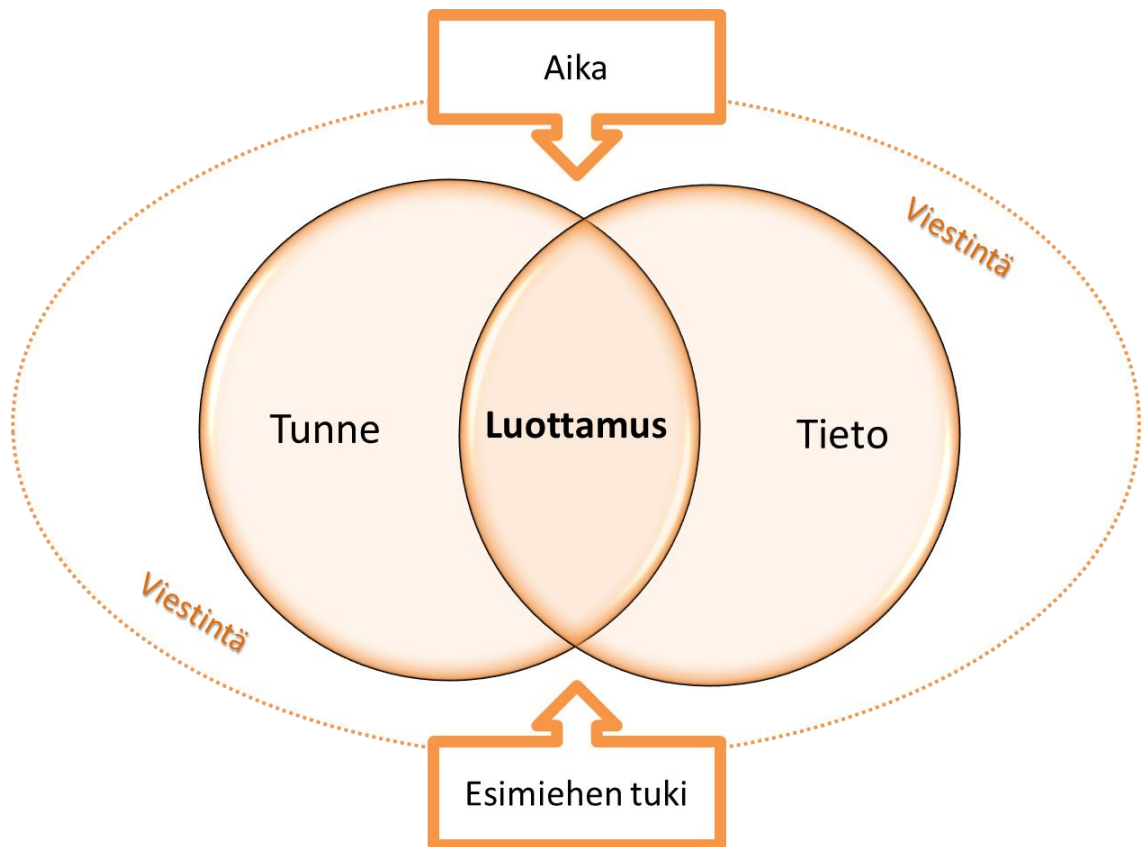 Aika
Viestintä
Tunne
Luottamus
Tieto
Viestintä
Esimiehen tuki